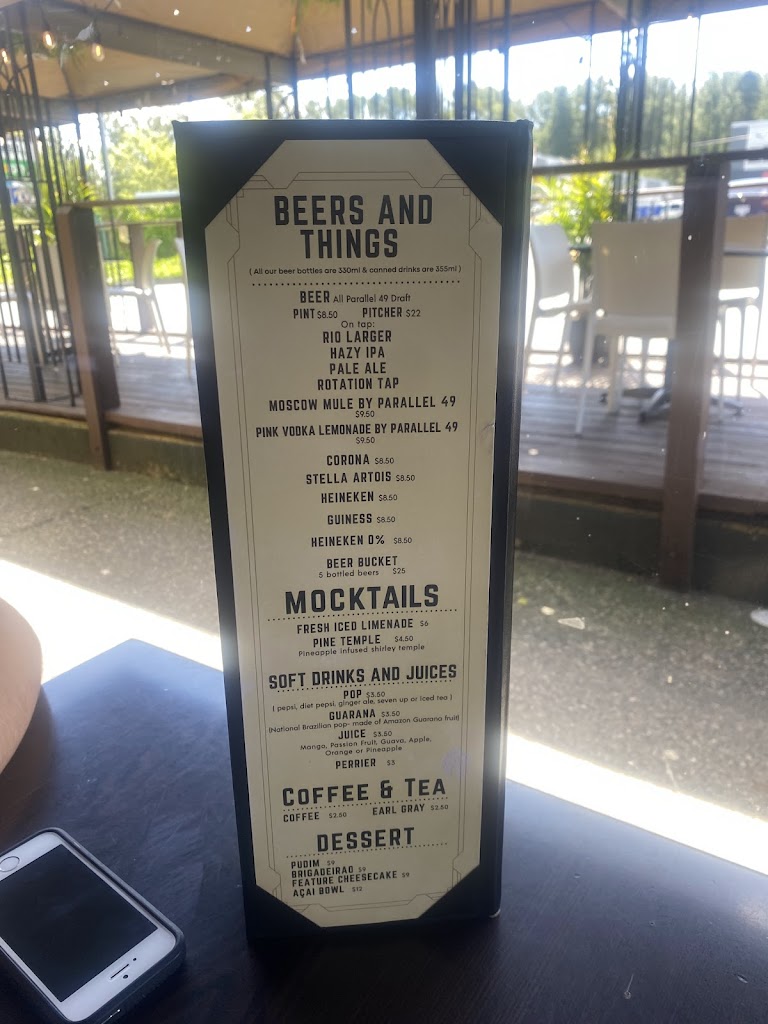 BEERS AND
THINGS
( All our beer bottles are 330ml & canned drinks are 355ml )
BEER All Parallel 49 Draft
PINT $8.50 PITCHER $22
On tap:
RIO LARGER
HAZY IPA
PALE ALE
ROTATION TAP
MOSCOW MULE BY PARALLEL 49
$9.50
PINK VODKA LEMONADE BY PARALLEL 49
$9.50
CORONA $8.50
STELLA ARTOIS $8.50
HEINEKEN $8.50
GUINESS $8.50
HEINEKEN 0% $8.50
BEER BUCKET
5 bottled beers $25
MOCKTAILS
FRESH ICED LIMENADE $6
PINE TEMPLE $4.50
Pineapple infused shirley temple
SOFT DRINKS AND JUICES
POP $3.50
( pepsi, diet pepsi, ginger ale, seven up or Iced tea )
GUARANA $3.50
(National Brazilian pop- made of Amazon Guarana fruit)
JUICE $3.50
Manga, Passion Fruit, Guava, Apple,
Orange or Pineapple
PERRIER $3
COFFEE & TEA
COFFEE $2.50 EARL GRAY $2.50
DESSERT
PUDIM $9
BRIGADEIRAO $9
FEATURE CHEESECAKE $9
AÇAI BOWL $12